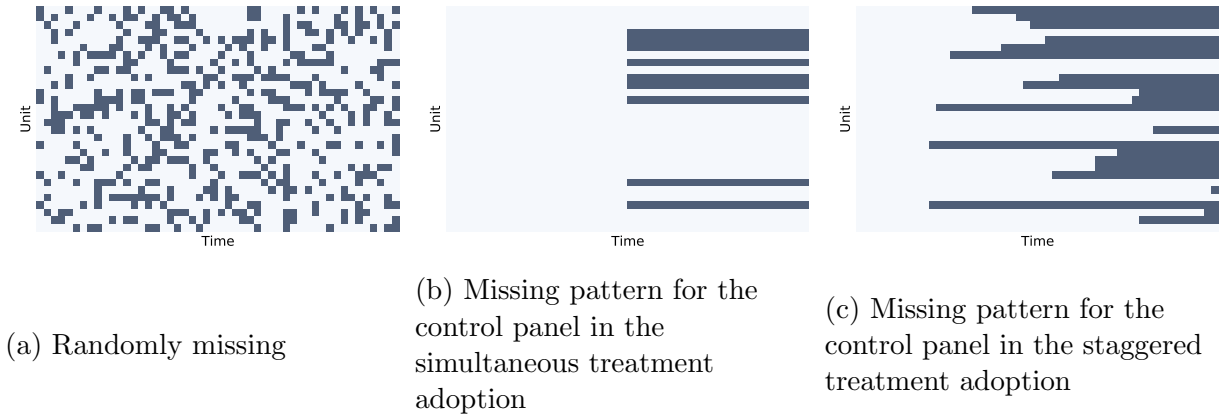 Unit
Time
Unit
Time
Unit
Time
(a) Randomly missing
(b) Missing pattern for the
control panel in the
simultaneous treatment
adoption
(c) Missing pattern for the
control panel in the staggered
treatment adoption